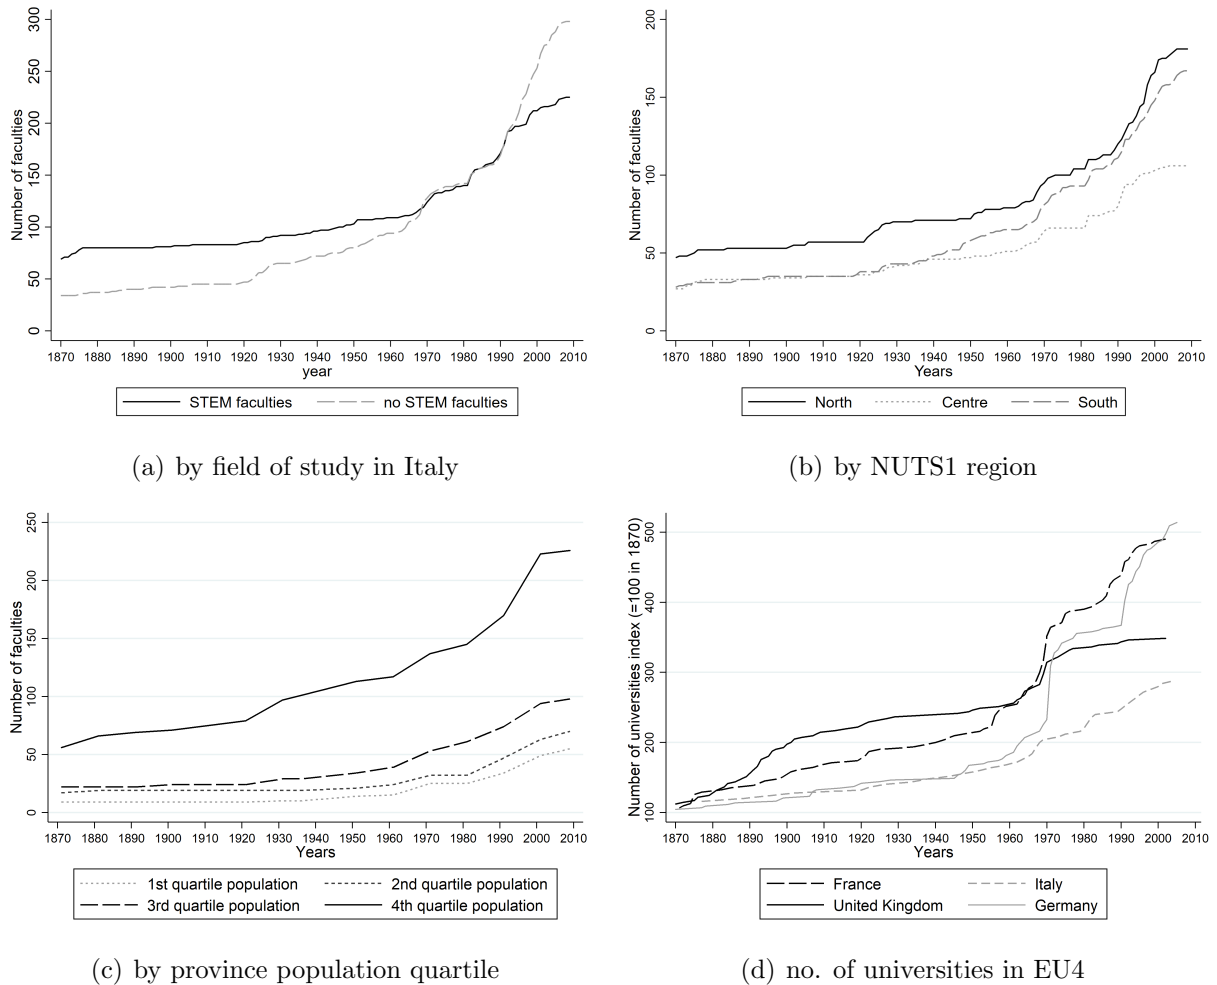 Number of faculties
300
250
200
150
100
50
0
1870 1880 1890 1900 1910 1920 1930 1940 1950 1960 1970 1980 1990 2000 2010
year
STEM faculties no STEM faculties
(a) by field of study in Italy
Number of faculties
200
150
100
50
0
1870 1880 1890 1900 1910 1920 1930 1940 1950 1960 1970 1980 1990 2000 2010
Years
North Centre South
(b) by NUTS1 region
Number of faculties
250
200
150
100
50
0
1870 1880 1890 1900 1910 1920 1930 1940 1950 1960 1970 1980 1990 2000 2010
Years
1st quartile population 2nd quartile population
3rd quartile population 4th quartile population
(c) by province population quartile
Number of universities index (=100 in 1870)
500
400
300
200
100
1870 1880 1890 1900 1910 1920 1930 1940 1950 1960 1970 1980 1990 2000 2010
Years
France Italy
United Kingdom Germany
(d) no. of universities in EU4